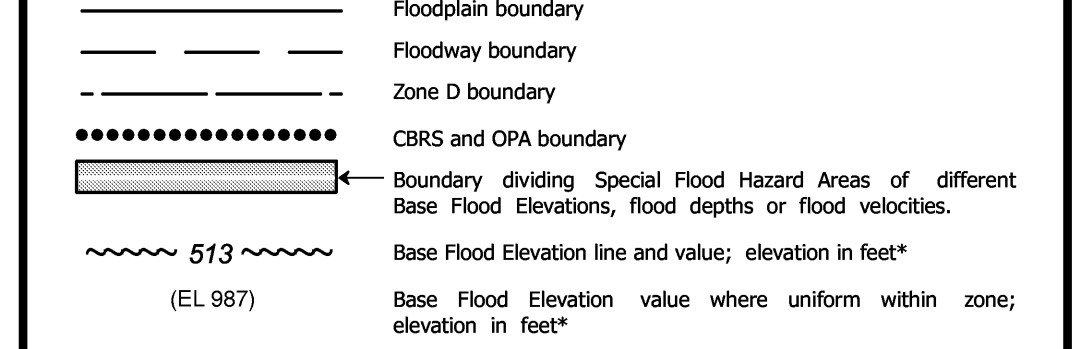 Floodplain boundary
Floodway boundary
Zone D boundary
CBRS and OPA boundary
Boundary dividing Special Flood Hazard Areas of different
Base Flood Elevations, flood depths or flood velocities.
513 Base Flood Elevation line and value; elevation in feet*
(EL 987) Base Flood Elevation value where uniform within zone;
elevation in feet*